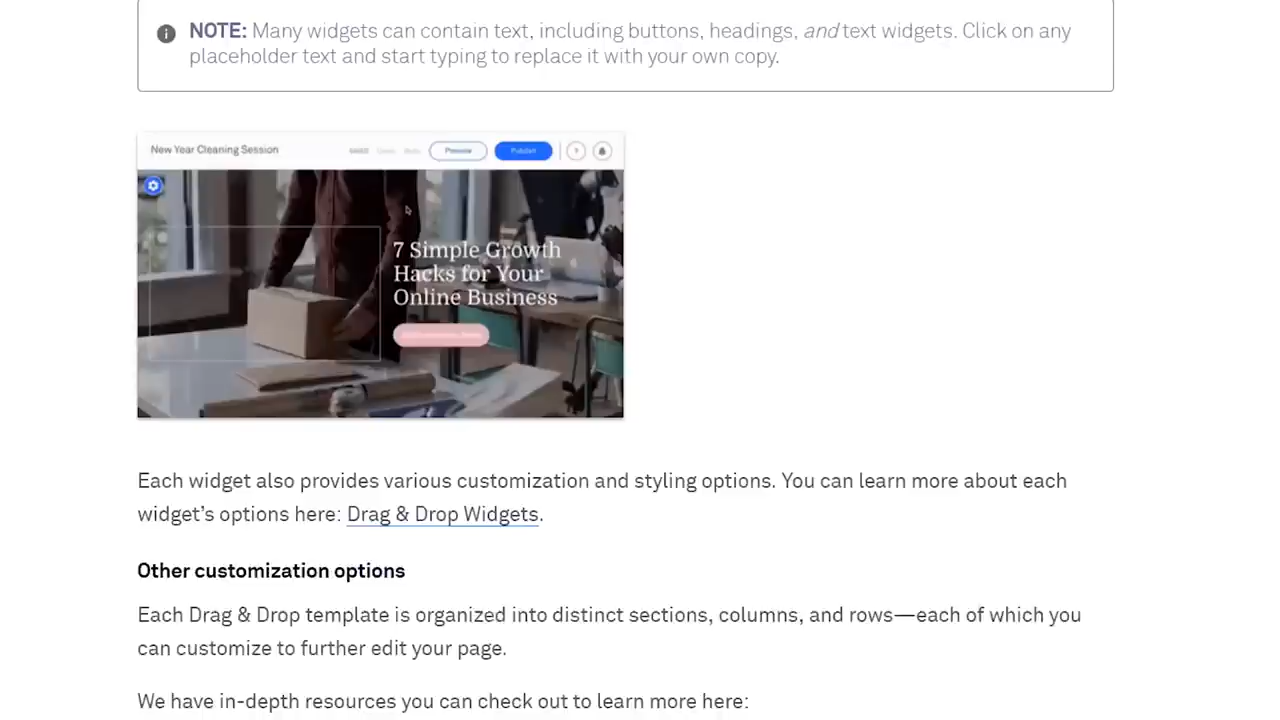 NOTE: Many widgets can contain text, including buttons, headings, and text widgets. Click on any
placeholder text and start typing to replace it with your own copy.
New Year Cleaning Session
Preview
Publish
?
7 Simple Growth
Hacks for Your
Online Business
Each widget also provides various customization and styling options. You can learn more about each
widget's options here: Drag & Drop Widgets.
Other customization options
Each Drag & Drop template is organized into distinct sections, columns, and rows—each of which you
can customize to further edit your page.
We have in-depth resources you can check out to learn more here: